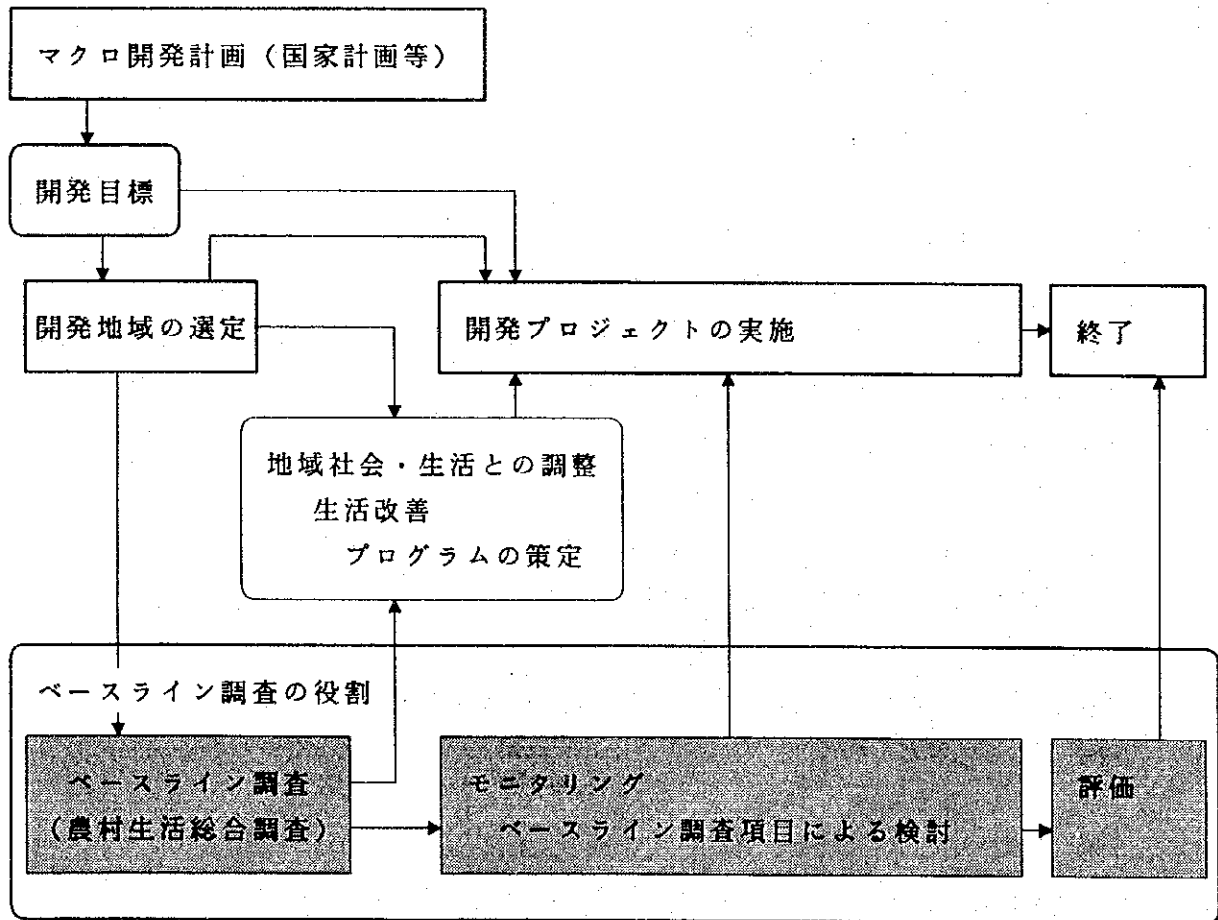 マクロ開発計画（国家計画等）
開発目標
開発地域の選定
開発プロジェクトの実施
終了
地域社会・生活との調整
生活改善
プログラムの策定
ベースライン調査の役割
ベースライン調査
（農村生活総合調査）
モニタリング
ベースライン調査項目による検討
評価